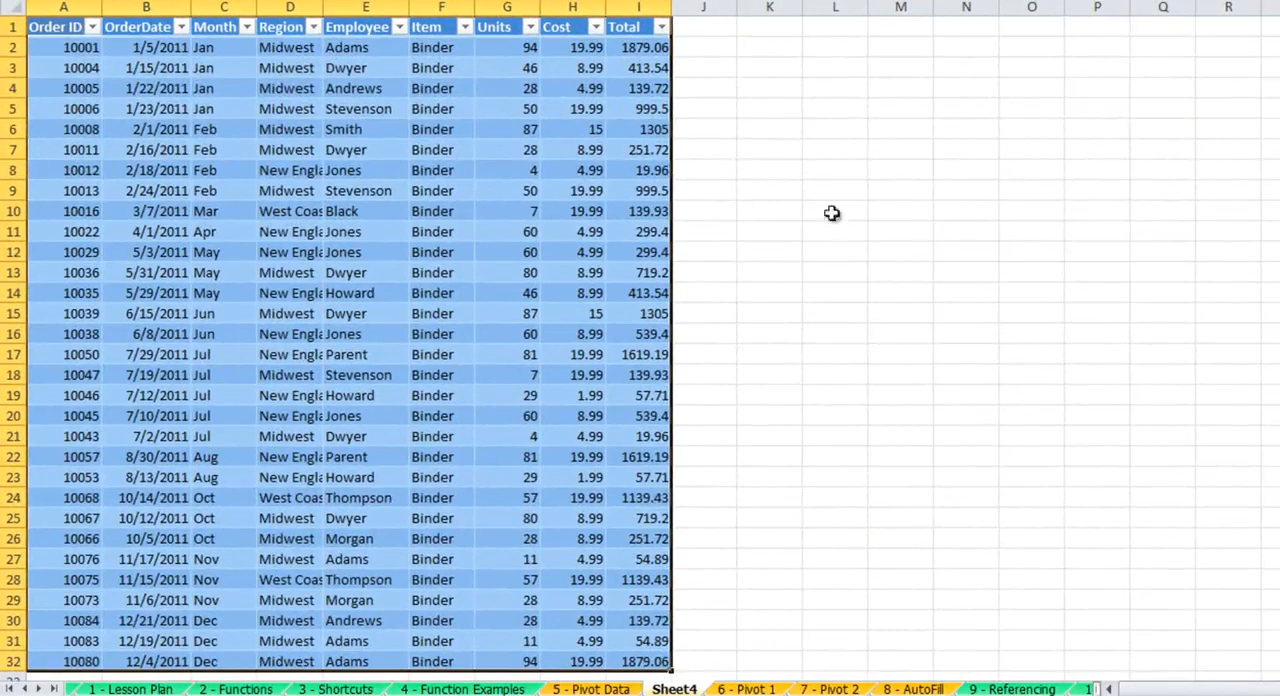 A B C D E F G H I J K L M N O P Q R
1 Order ID OrderDate Month Region Employee Item Units Cost Total
2 10001 1/5/2011 Jan Midwest Adams Binder 94 19.99 1879.06
3 10004 1/15/2011 Jan Midwest Dwyer Binder 46 8.99 413.54
4 10005 1/22/2011 Jan Midwest Andrews Binder 28 4.99 139.72
5 10006 1/23/2011 Jan Midwest Stevenson Binder 50 19.99 999.5
6 10008 2/1/2011 Feb Midwest Smith Binder 87 15 1305
7 10011 2/16/2011 Feb Midwest Dwyer Binder 28 8.99 251.72
8 10012 2/18/2011 Feb New Engla Jones Binder 4 4.99 19.96
9 10013 2/24/2011 Feb Midwest Stevenson Binder 50 19.99 999.5
10 10016 3/7/2011 Mar West Coas Black Binder 7 19.99 139.93
11 10022 4/1/2011 Apr New Engla Jones Binder 60 4.99 299.4
12 10029 5/3/2011 May New Engla Jones Binder 60 4.99 299.4
13 10036 5/31/2011 May Midwest Dwyer Binder 80 8.99 719.2
14 10035 5/29/2011 May New Engla Howard Binder 46 8.99 413.54
15 10039 6/15/2011 Jun Midwest Dwyer Binder 87 15 1305
16 10038 6/8/2011 Jun New Engla Jones Binder 60 8.99 539.4
17 10050 7/29/2011 Jul New Engla Parent Binder 81 19.99 1619.19
18 10047 7/19/2011 Jul Midwest Stevenson Binder 7 19.99 139.93
19 10046 7/12/2011 Jul New Engla Howard Binder 29 1.99 57.71
20 10045 7/10/2011 Jul New Engla Jones Binder 60 8.99 539.4
21 10043 7/2/2011 Jul Midwest Dwyer Binder 4 4.99 19.96
22 10057 8/30/2011 Aug New Engla Parent Binder 81 19.99 1619.19
23 10053 8/13/2011 Aug New Engla Howard Binder 29 1.99 57.71
24 10068 10/14/2011 Oct West Coas Thompson Binder 57 19.99 1139.43
25 10067 10/12/2011 Oct Midwest Dwyer Binder 80 8.99 719.2
26 10066 10/5/2011 Oct Midwest Morgan Binder 28 8.99 251.72
27 10076 11/17/2011 Nov Midwest Adams Binder 11 4.99 54.89
28 10075 11/15/2011 Nov West Coas Thompson Binder 57 19.99 1139.43
29 10073 11/6/2011 Nov Midwest Morgan Binder 28 8.99 251.72
30 10084 12/21/2011 Dec Midwest Andrews Binder 28 4.99 139.72
31 10083 12/19/2011 Dec Midwest Adams Binder 11 4.99 54.89
32 10080 12/4/2011 Dec Midwest Adams Binder 94 19.99 1879.06
1 - Lesson Plan 2 - Functions 3 - Shortcuts 4 - Function Examples 5 - Pivot Data Sheet4 6 - Pivot 1 7 - Pivot 2 8 - AutoFill 9 - Referencing 1